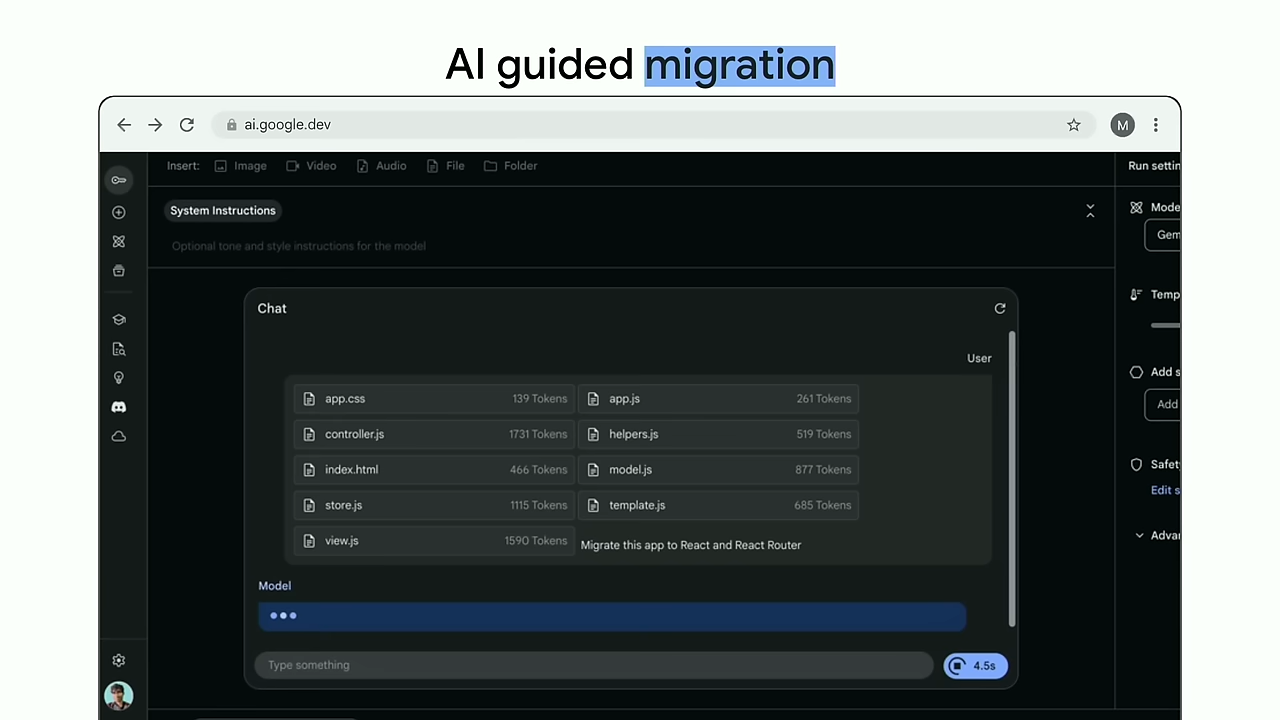 AI guided migration
ai.google.dev
M
Insert: Image Video Audio File Folder
Run settin
System Instructions
Optional tone and style instructions for the model
Mode
Gem
Temp
Add s
Add
Safety
Edit s
Advan
Chat
User
app.css 139 Tokens
app.js 261 Tokens
controller.js 1731 Tokens
helpers.js 519 Tokens
index.html 466 Tokens
model.js 877 Tokens
store.js 1115 Tokens
template.js 685 Tokens
view.js 1590 Tokens
Migrate this app to React and React Router
Model
Type something
4.5s